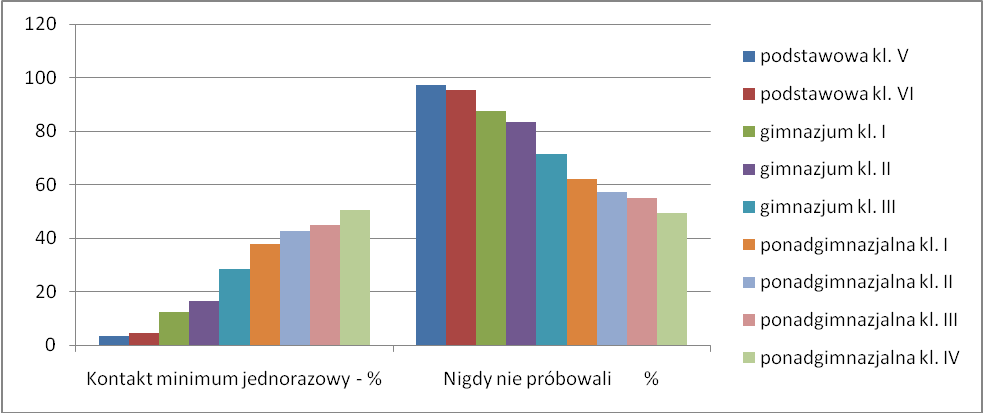 120
100
80
60
40
20
0
Kontakt minimum jednorazowy - %
Nigdy nie próbowali %
podstawowa kl. V
podstawowa kl. VI
gimnazjum kl. I
gimnazjum kl. II
gimnazjum kl. III
ponadgimnazjalna kl. I
ponadgimnazjalna kl. II
ponadgimnazjalna kl. III
ponadgimnazjalna kl. IV